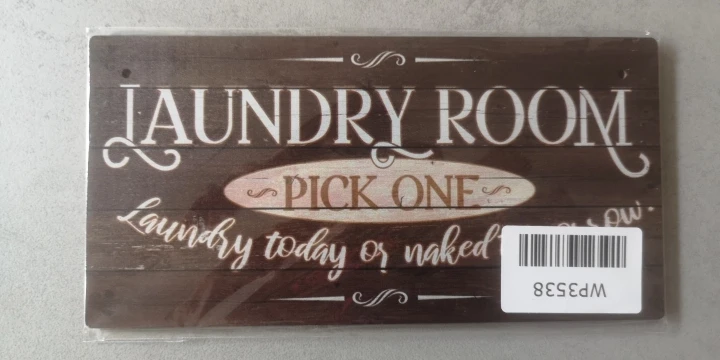 LAUNDRY ROOM
PICK ONE
Laundry today or naked
WP3538